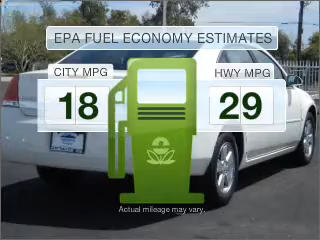 EPA FUEL ECONOMY ESTIMATES
CITY MPG
HWY MPG
18
29
Actual mileage may vary.